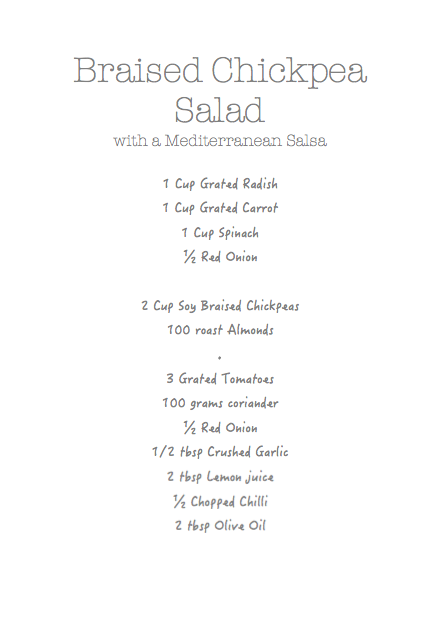 Braised Chickpea
Salad
with a Mediterranean Salsa
1 Cup Grated Radish
1 Cup Grated Carrot
1 Cup Spinach
½ Red Onion
2 Cup Soy Braised Chickpeas
100 roast Almonds
.
3 Grated Tomatoes
100 grams coriander
½ Red Onion
1/2 tbsp Crushed Garlic
2 tbsp Lemon juice
½ Chopped Chilli
2 tbsp Olive Oil